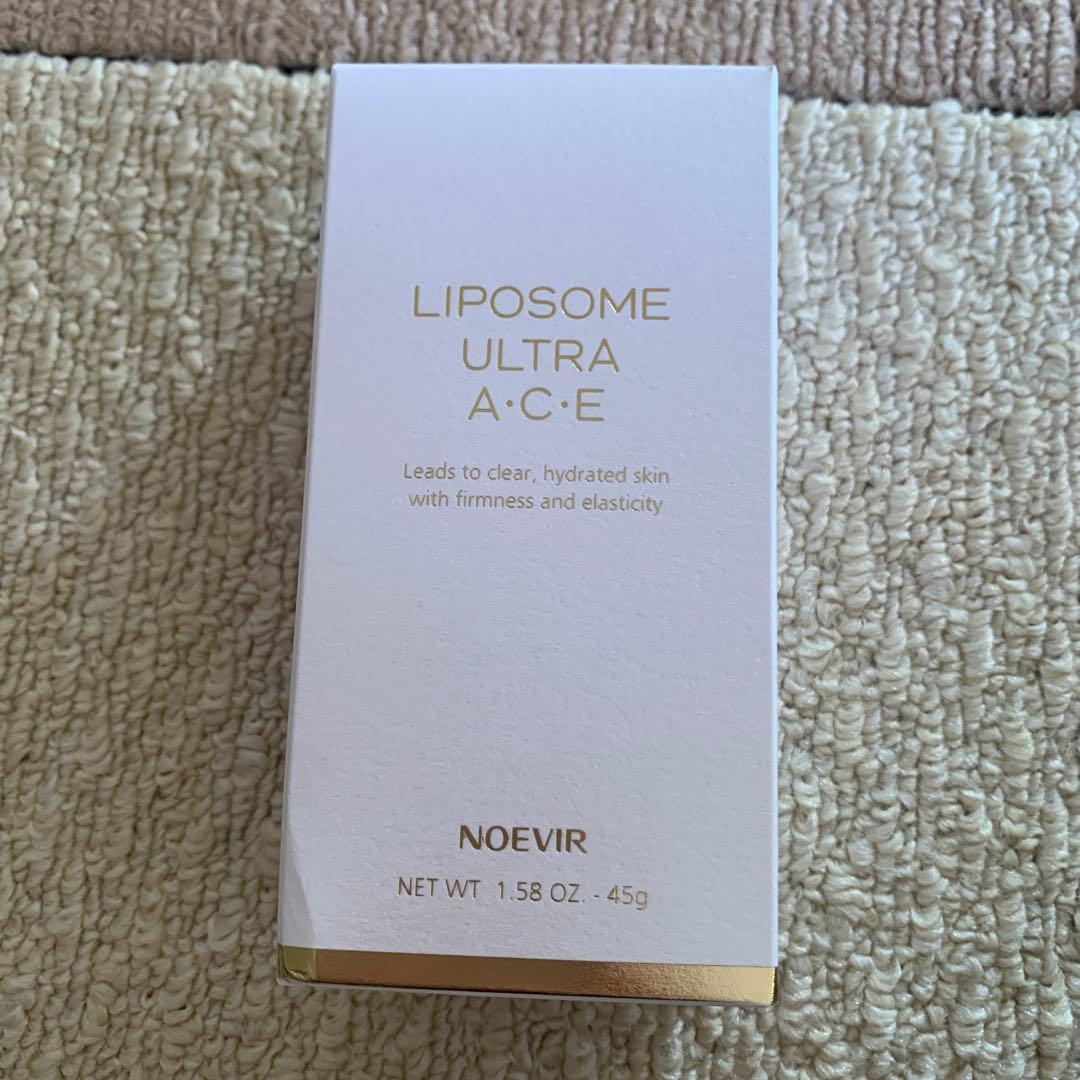 LIPOSOME
ULTRA
A·C·E
Leads to clear, hydrated skin
with firmness and elasticity
NOEVIR
NET WT 1.58 OZ. - 45g